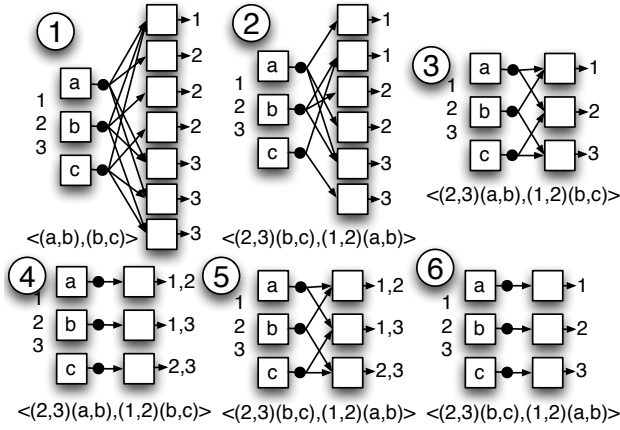 1
a
b
c
1
2
3
1
2
2
2
3
3
3
<(a,b),(b,c)>
2
a
b
c
1
2
3
1
1
2
2
3
3
<(2,3)(b,c),(1,2)(a,b)>
3
a
b
c
1
2
3
1
2
3
<(2,3)(a,b),(1,2)(b,c)>
4
a
b
c
1
2
3
1,2
1,3
2,3
<(2,3)(a,b),(1,2)(b,c)>
5
a
b
c
1
2
3
1,2
1,3
2,3
<(2,3)(b,c),(1,2)(a,b)>
6
a
b
c
1
2
3
1
2
3
<(2,3)(b,c),(1,2)(a,b)>